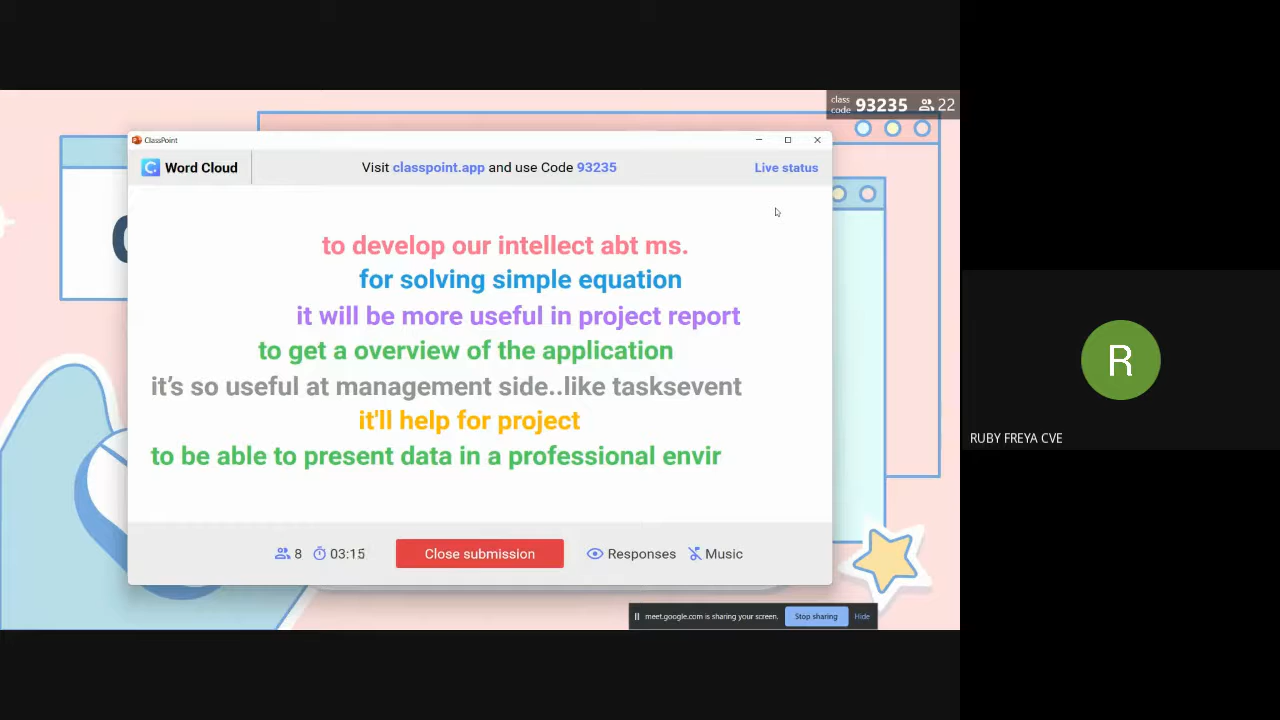 class code 93235 22
ClassPoint
Word Cloud
Visit classpoint.app and use Code 93235
Live status
to develop our intellect abt ms.
for solving simple equation
it will be more useful in project report
to get a overview of the application
it’s so useful at management side..like tasksevent
it'll help for project
to be able to present data in a professional envir
8 03:15 Close submission Responses Music
meet.google.com is sharing your screen. Stop sharing Hide
R
RUBY FREYA CVE